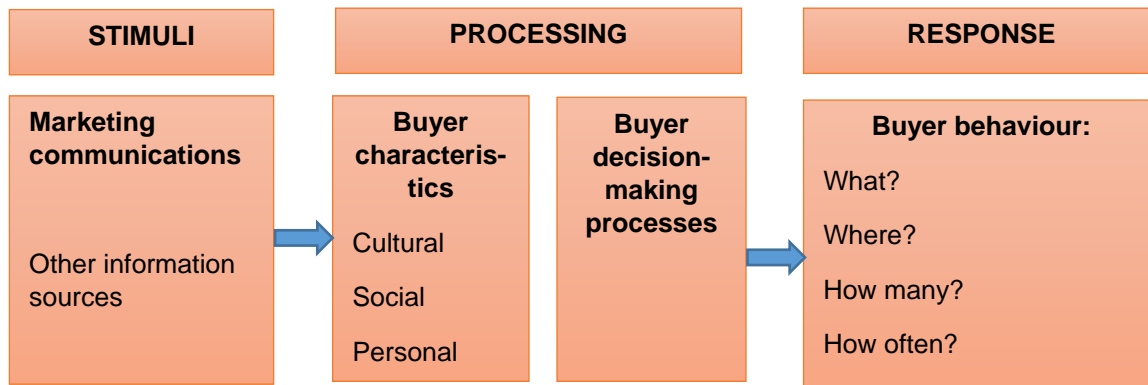 STIMULI
PROCESSING
RESPONSE
Marketing
communications
Other information
sources
Buyer
characteris-
tics
Cultural
Social
Personal
Buyer
decision-
making
processes
Buyer behaviour:
What?
Where?
How many?
How often?